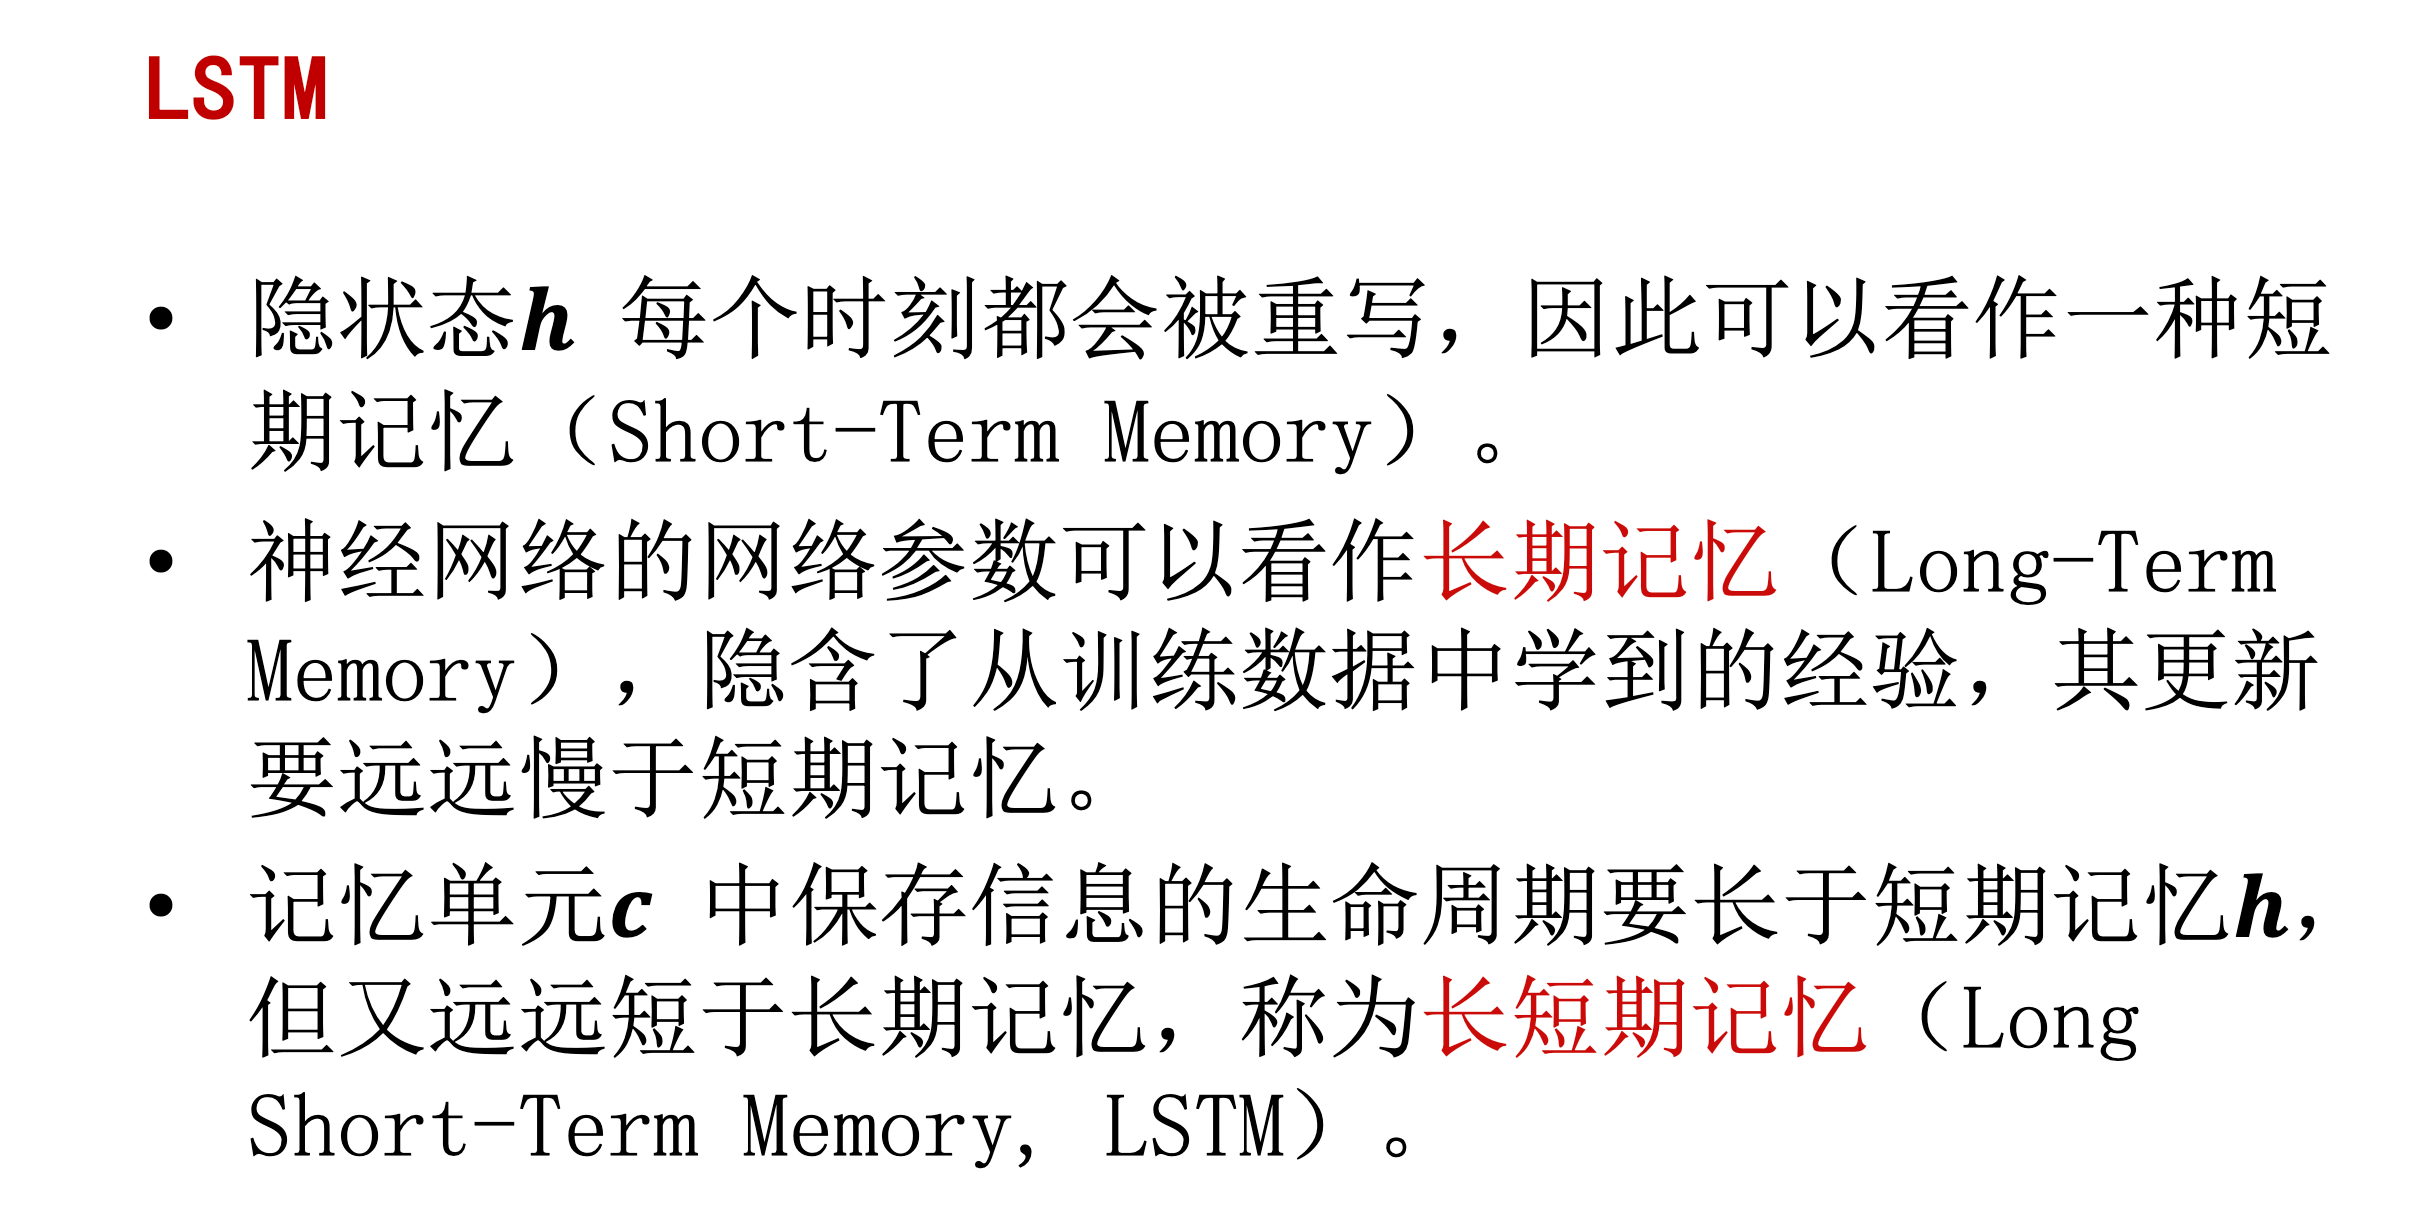 LSTM
• 隐状态h 每个时刻都会被重写，因此可以看作一种短
期记忆（Short-Term Memory）。
• 神经网络的网络参数可以看作长期记忆（Long-Term
Memory），隐含了从训练数据中学到的经验，其更新
要远远慢于短期记忆。
• 记忆单元c 中保存信息的生命周期要长于短期记忆h，
但又远远短于长期记忆，称为长短期记忆（Long
Short-Term Memory, LSTM）。